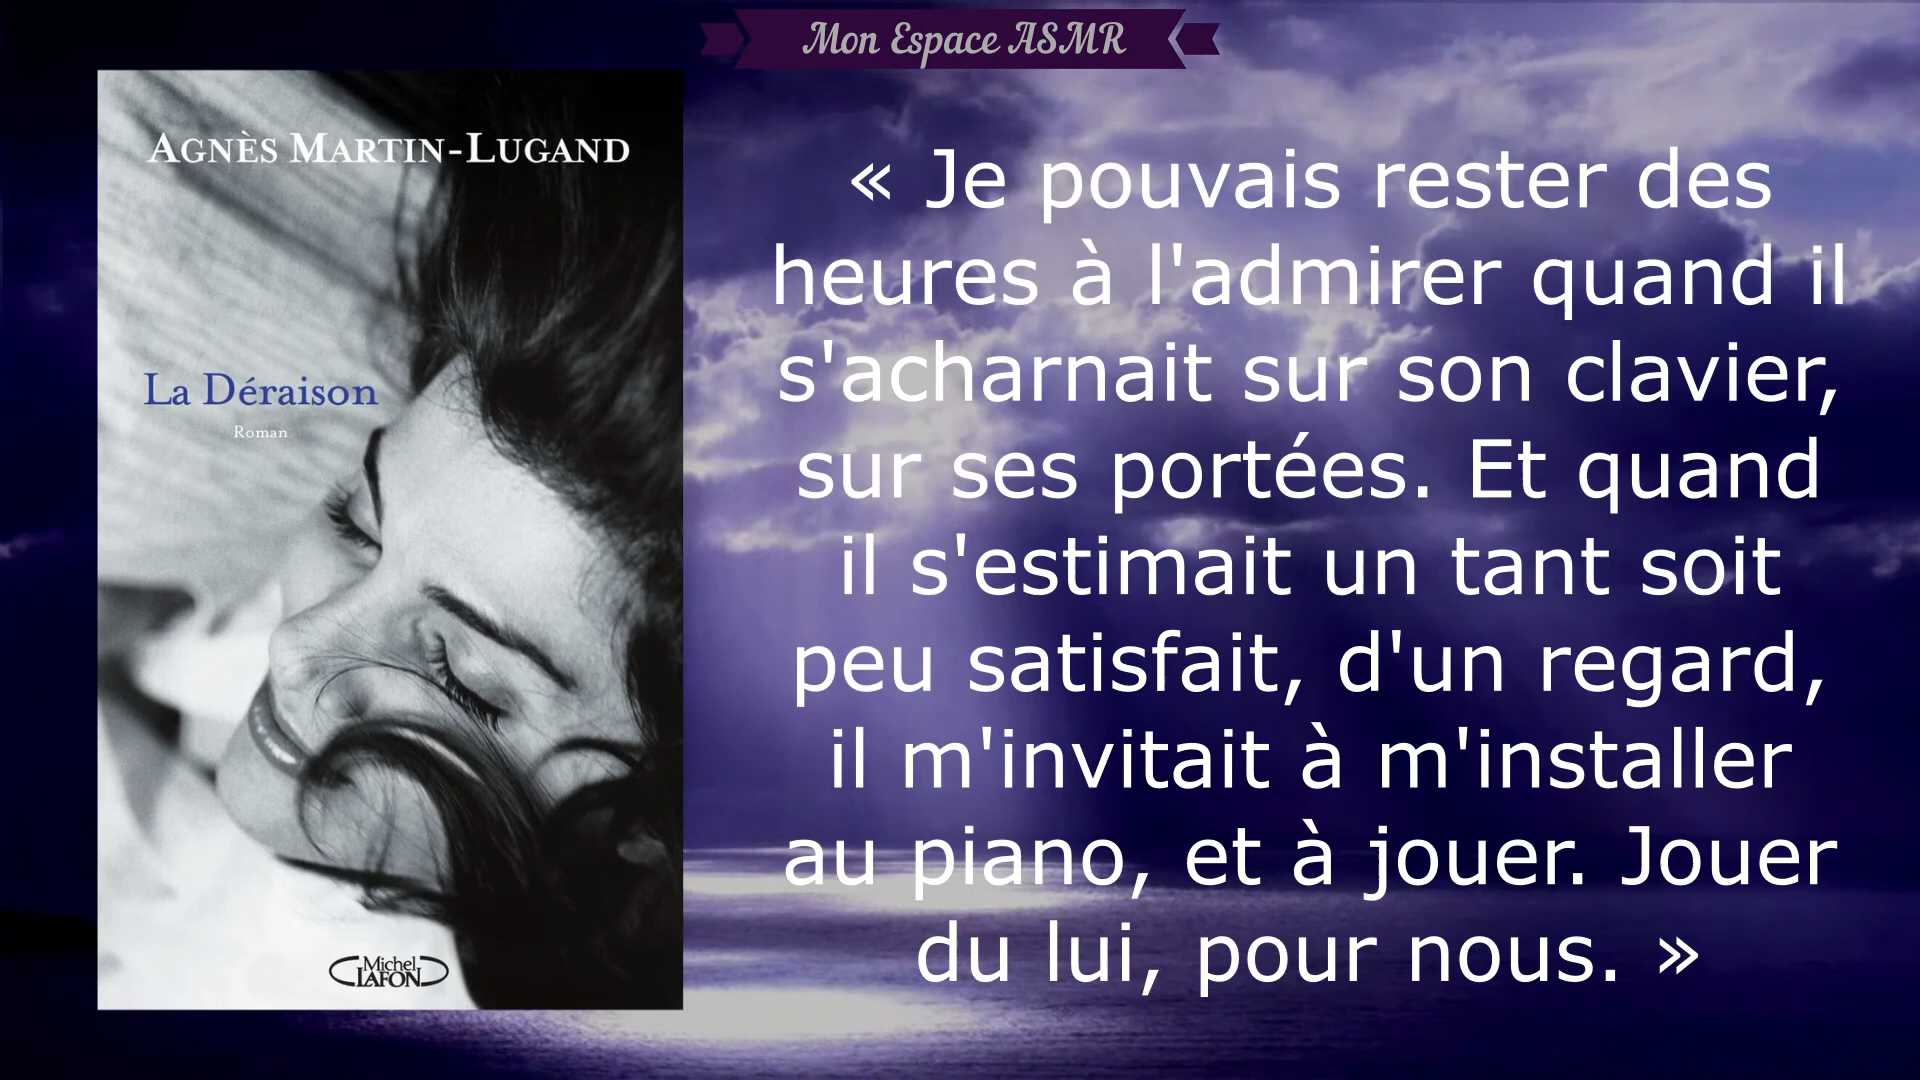 Mon Espace ASMR
AGNÈS MARTIN-LUGAND
La Déraison
Roman
Michel
LAFON
« Je pouvais rester des
heures à l'admirer quand il
s'acharnait sur son clavier,
sur ses portées. Et quand
il s'estimait un tant soit
peu satisfait, d'un regard,
il m'invitait à m'installer
au piano, et à jouer. Jouer
du lui, pour nous. »